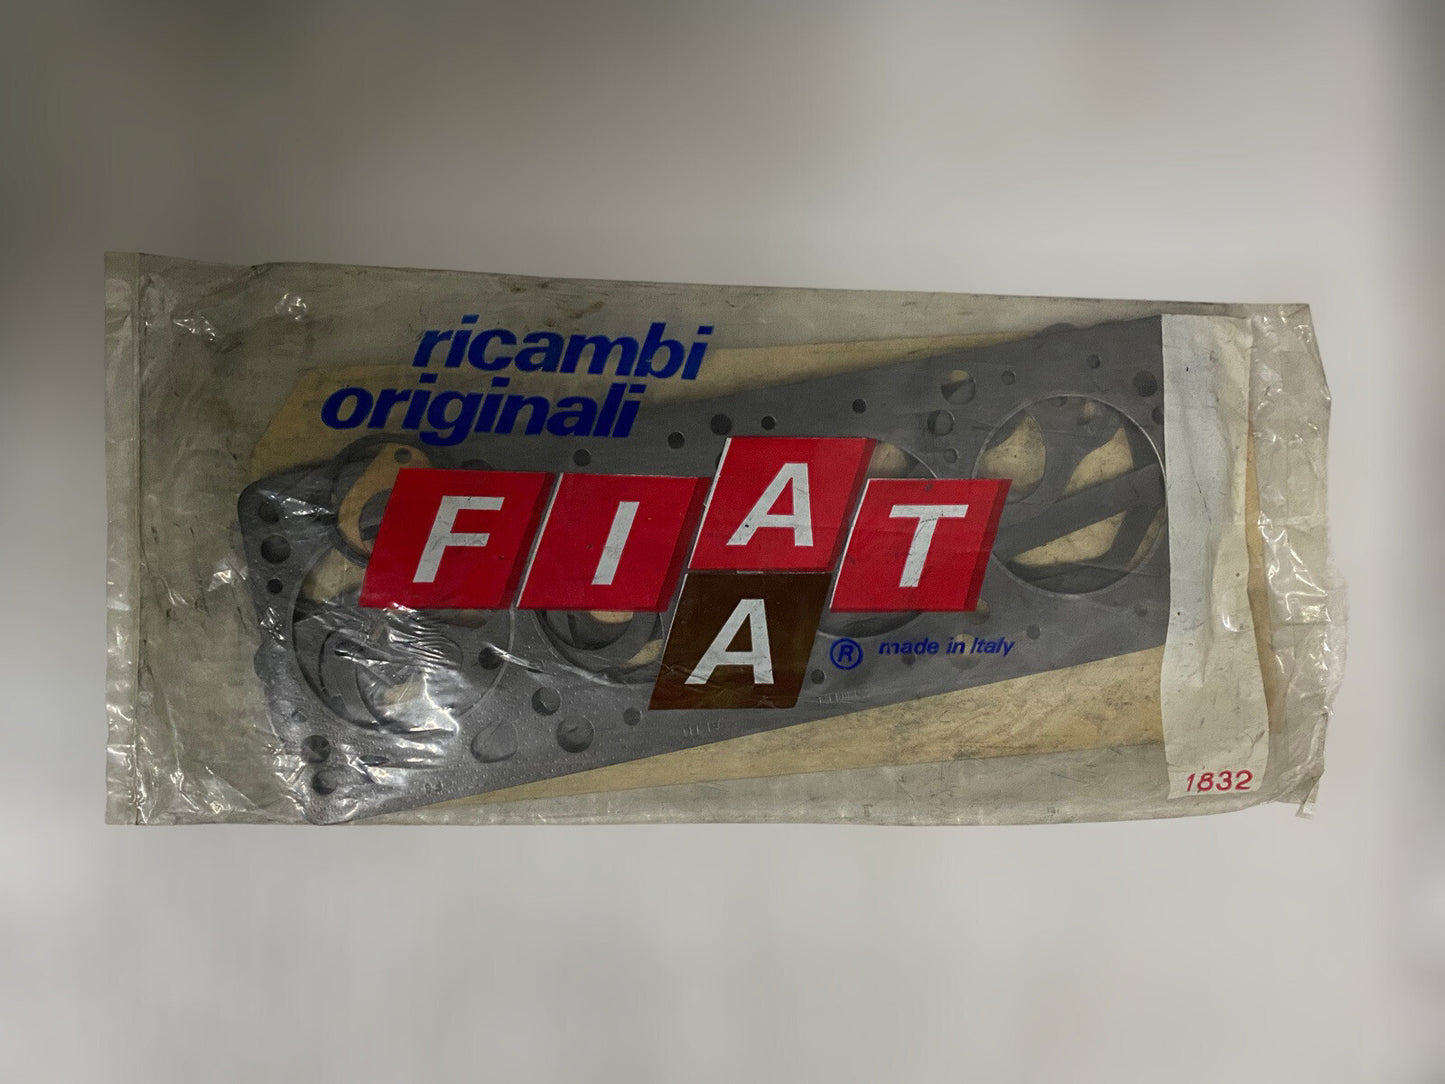 ricambi
originali
FIAT
A
® made in Italy
1832